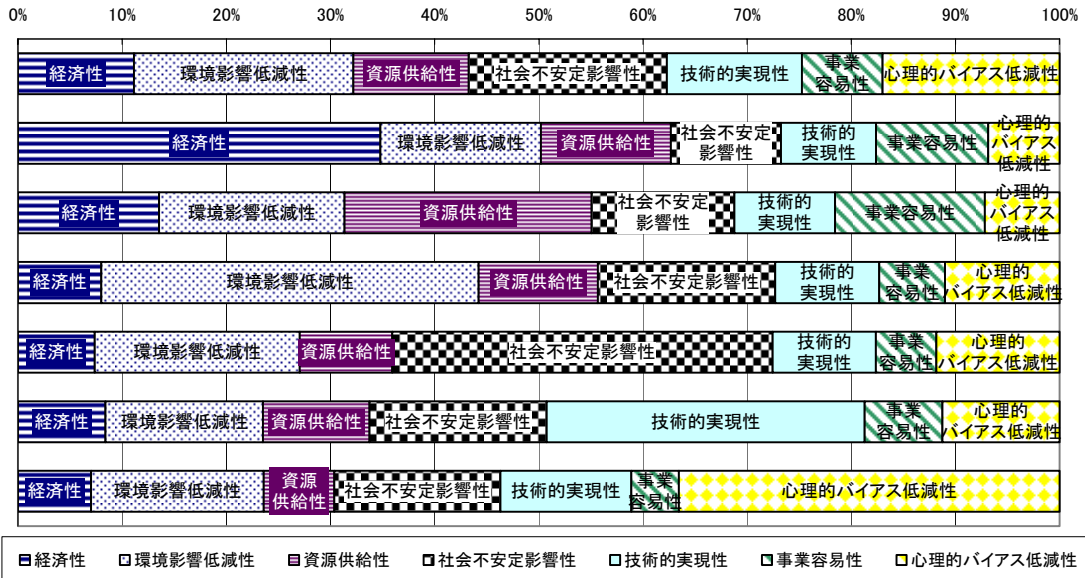 0% 10% 20% 30% 40% 50% 60% 70% 80% 90% 100%
経済性 環境影響低減性 資源供給性 社会不安定影響性 技術的実現性 事業容易性 心理的バイアス低減性
経済性 環境影響低減性 資源供給性 社会不安定影響性 技術的実現性 事業容易性 心理的バイアス低減性
経済性 環境影響低減性 資源供給性 社会不安定影響性 技術的実現性 事業容易性 心理的バイアス低減性
経済性 環境影響低減性 資源供給性 社会不安定影響性 技術的実現性 事業容易性 心理的バイアス低減性
経済性 環境影響低減性 資源供給性 社会不安定影響性 技術的実現性 事業容易性 心理的バイアス低減性
経済性 環境影響低減性 資源供給性 社会不安定影響性 技術的実現性 事業容易性 心理的バイアス低減性
経済性 環境影響低減性 資源供給性 社会不安定影響性 技術的実現性 事業容易性 心理的バイアス低減性
経済性 環境影響低減性 資源供給性 社会不安定影響性 技術的実現性 事業容易性 心理的バイアス低減性